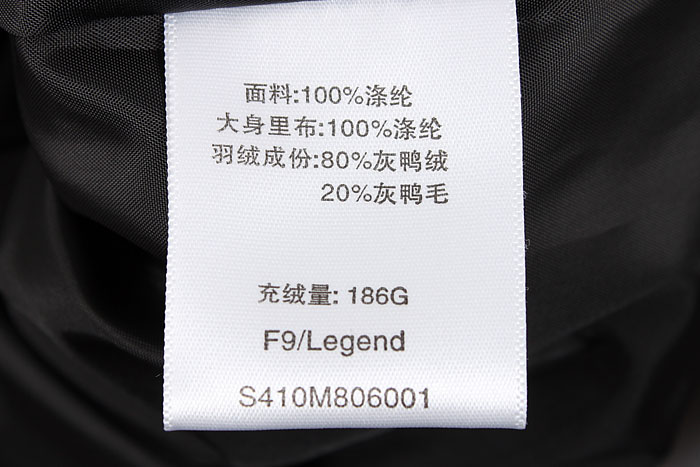 面料:100%涤纶
大身里布:100%涤纶
羽绒成份:80%灰鸭绒
20%灰鸭毛
充绒量: 186G
F9/Legend
S410M806001